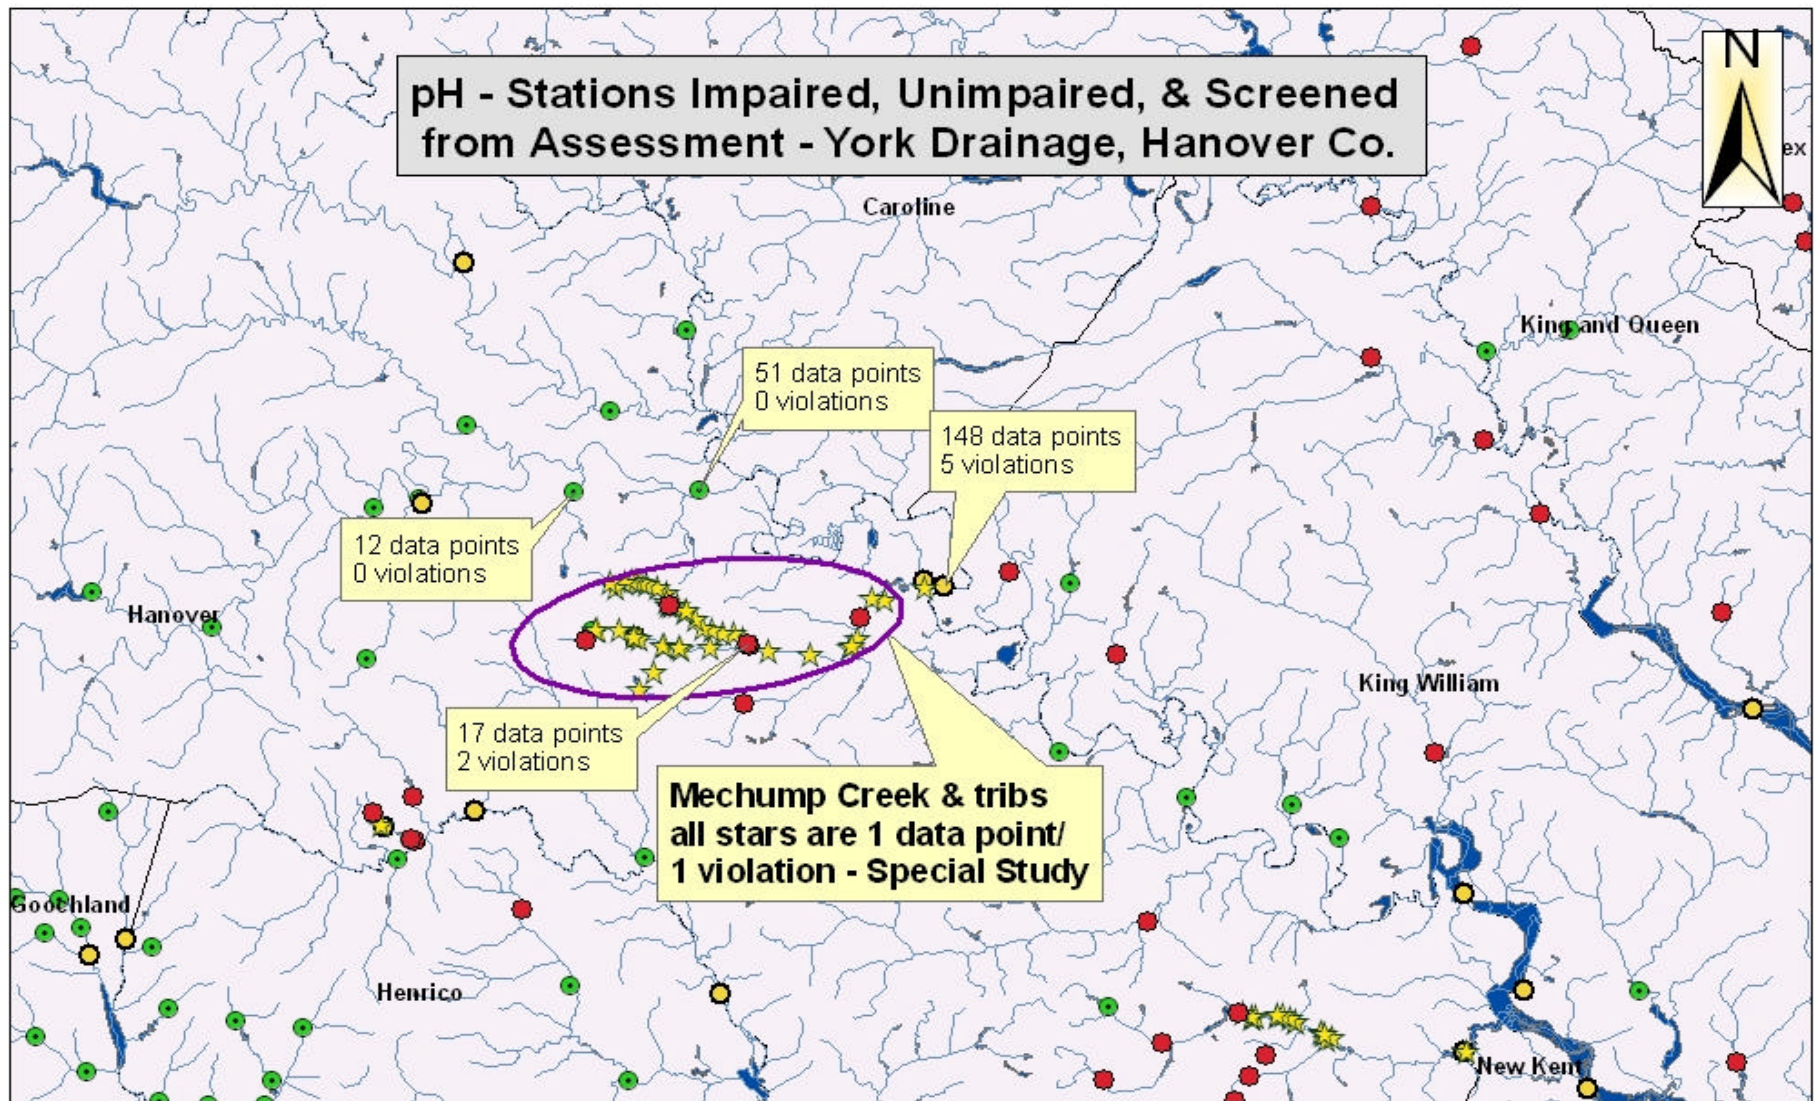 pH - Stations Impaired, Unimpaired, & Screened
from Assessment - York Drainage, Hanover Co.
N
ex
Caroline
King and Queen
51 data points
0 violations
148 data points
5 violations
12 data points
0 violations
Hanover
King William
17 data points
2 violations
Mechump Creek & tribs
all stars are 1 data point/
1 violation - Special Study
Goochland
Henrico
New Kent